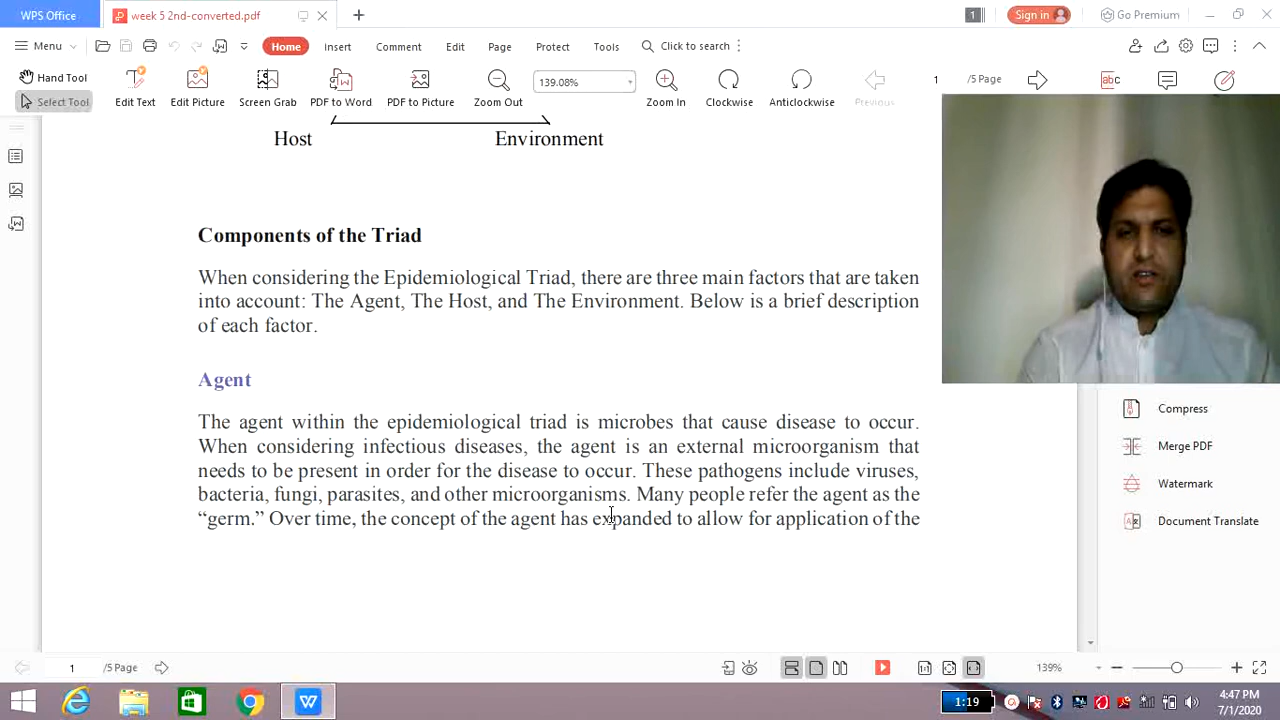 WPS Office
week 5 2nd-converted.pdf
1
Sign in
Go Premium
Menu
Home
Insert
Comment
Edit
Page
Protect
Tools
Click to search
Hand Tool
Select Tool
Edit Text
Edit Picture
Screen Grab
PDF to Word
PDF to Picture
Zoom Out
139.08%
Zoom In
Clockwise
Anticlockwise
Previous
1
/5 Page
abc
Host Environment
Components of the Triad
When considering the Epidemiological Triad, there are three main factors that are taken
into account: The Agent, The Host, and The Environment. Below is a brief description
of each factor.
Agent
The agent within the epidemiological triad is microbes that cause disease to occur.
When considering infectious diseases, the agent is an external microorganism that
needs to be present in order for the disease to occur. These pathogens include viruses,
bacteria, fungi, parasites, and other microorganisms. Many people refer the agent as the
“germ.” Over time, the concept of the agent has expanded to allow for application of the
Compress
Merge PDF
Watermark
Document Translate
1 /5 Page
139%
1:19
4:47 PM
7/1/2020